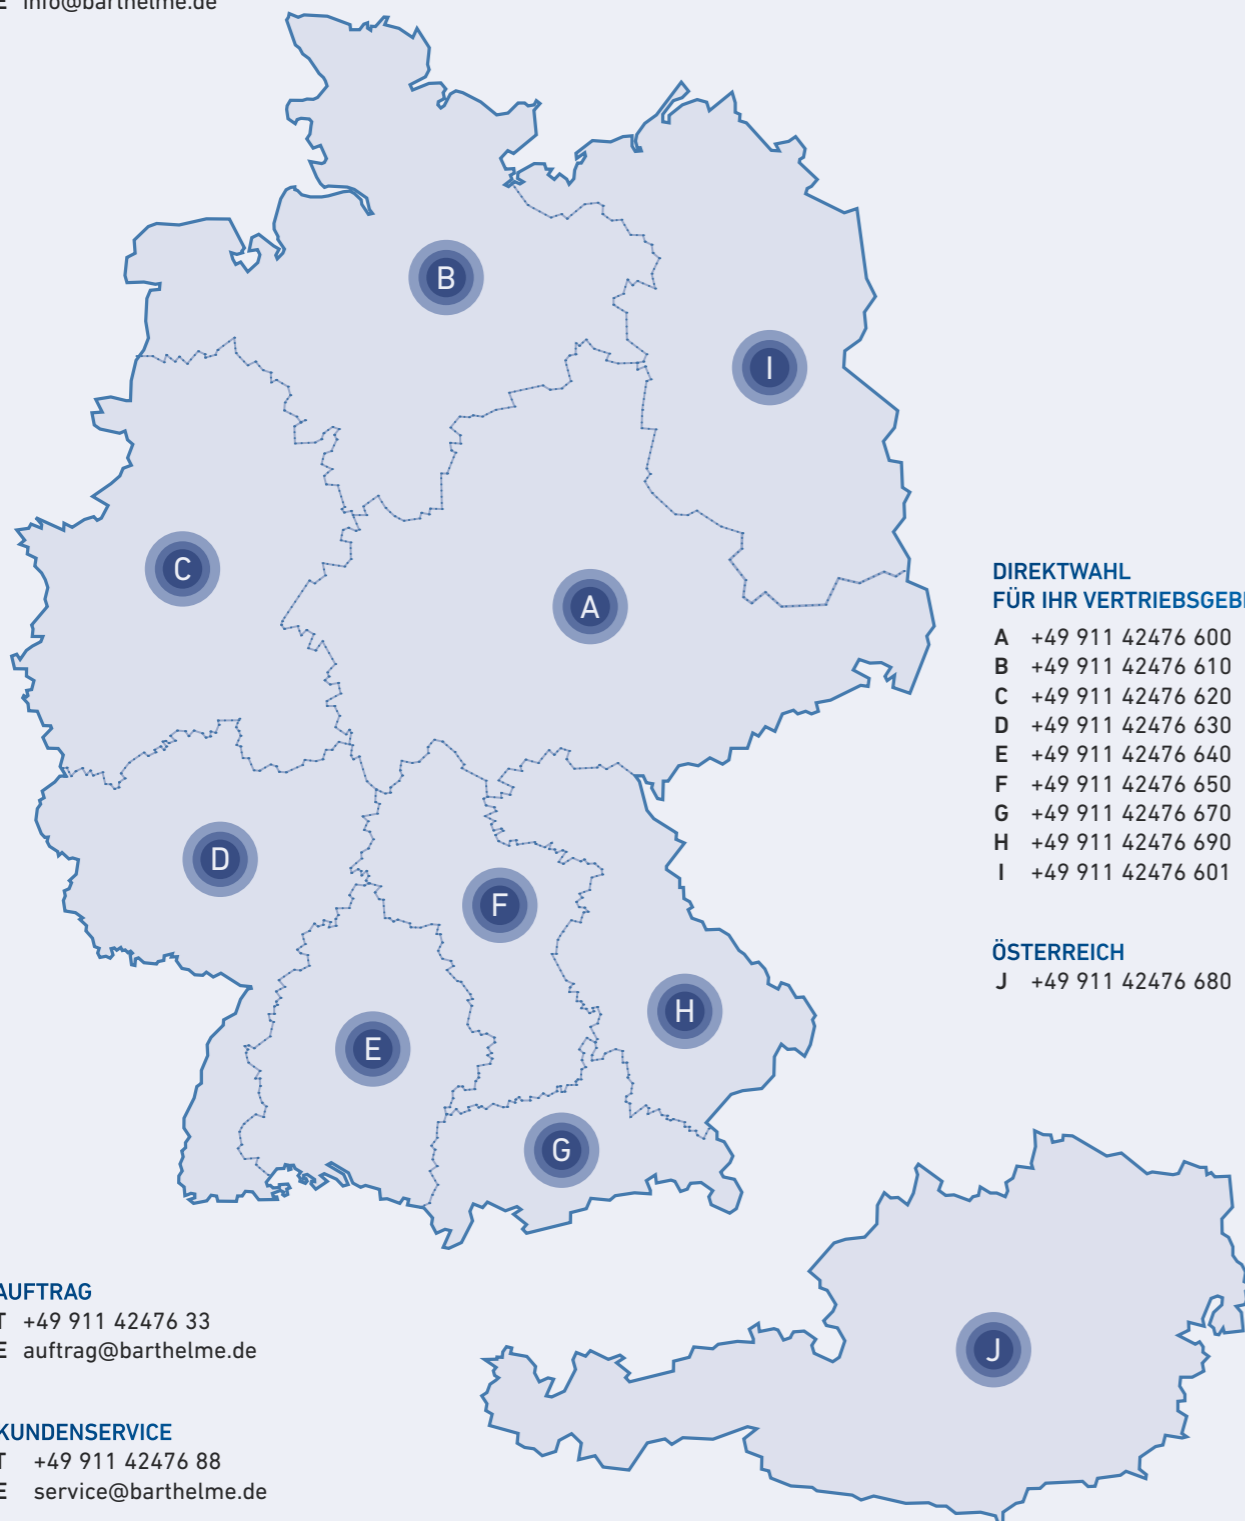 E info@barthelme.de
B
I
C
A
D
F
H
E
G
J
DIREKTWAHL
FÜR IHR VERTRIEBSGEBI
A +49 911 42476 600
B +49 911 42476 610
C +49 911 42476 620
D +49 911 42476 630
E +49 911 42476 640
F +49 911 42476 650
G +49 911 42476 670
H +49 911 42476 690
I +49 911 42476 601
ÖSTERREICH
J +49 911 42476 680
AUFTRAG
T +49 911 42476 33
E auftrag@barthelme.de
KUNDENSERVICE
T +49 911 42476 88
E service@barthelme.de